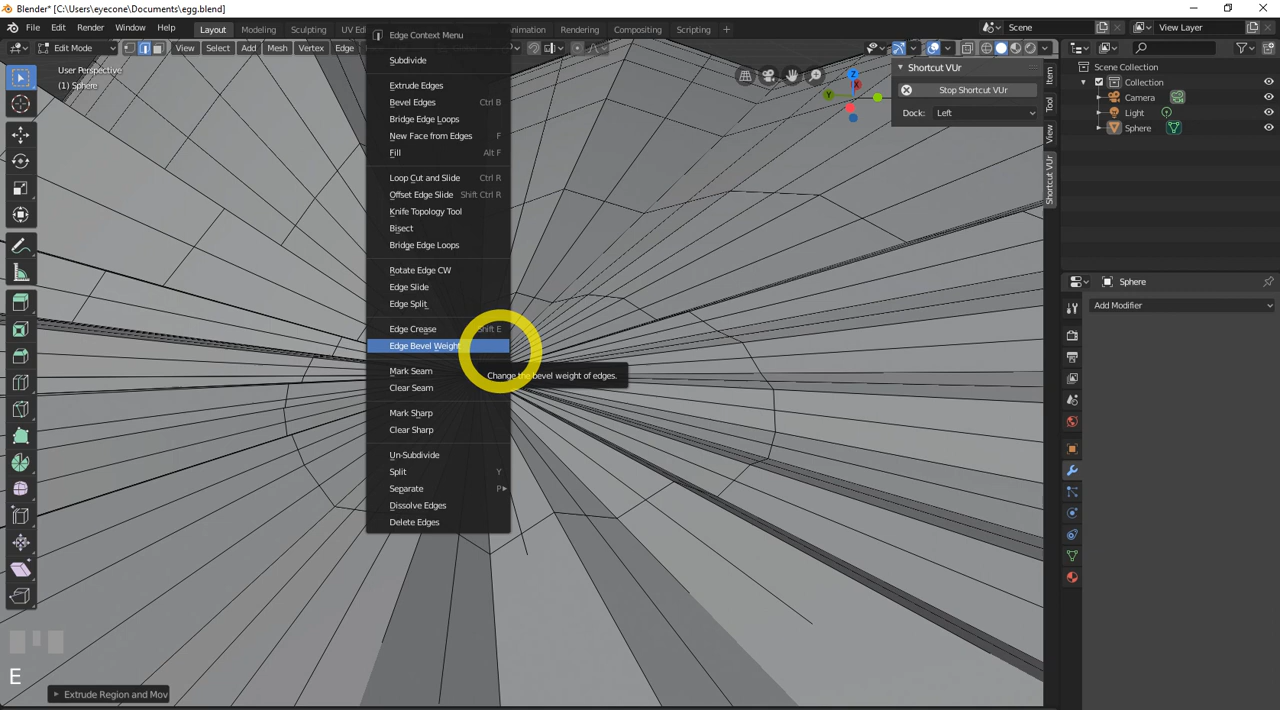 Blender* [C:\Users\eyecone\Documents\egg.blend]
File Edit Render Window Help Layout Modeling Sculpting UV Edi nimation Rendering Compositing Scripting + Scene View Layer
Edit Mode View Select Add Mesh Vertex Edge
User Perspective
(1) Sphere
Edge Context Menu
Subdivide
Extrude Edges
Bevel Edges Ctrl B
Bridge Edge Loops
New Face from Edges F
Fill Alt F
Loop Cut and Slide Ctrl R
Offset Edge Slide Shift Ctrl R
Knife Topology Tool
Bisect
Bridge Edge Loops
Rotate Edge CW
Edge Slide
Edge Split
Edge Crease Shift E
Edge Bevel Weight
Change the bevel weight of edges.
Mark Seam
Clear Seam
Mark Sharp
Clear Sharp
Un-Subdivide
Split Y
Separate P
Dissolve Edges
Delete Edges
Z
X
Y
Shortcut VUr
Stop Shortcut VUr
Dock: Left
Item
Tool
View
Shortcut VUr
Scene Collection
Collection
Camera
Light
Sphere
Sphere
Add Modifier
E
Extrude Region and Mov